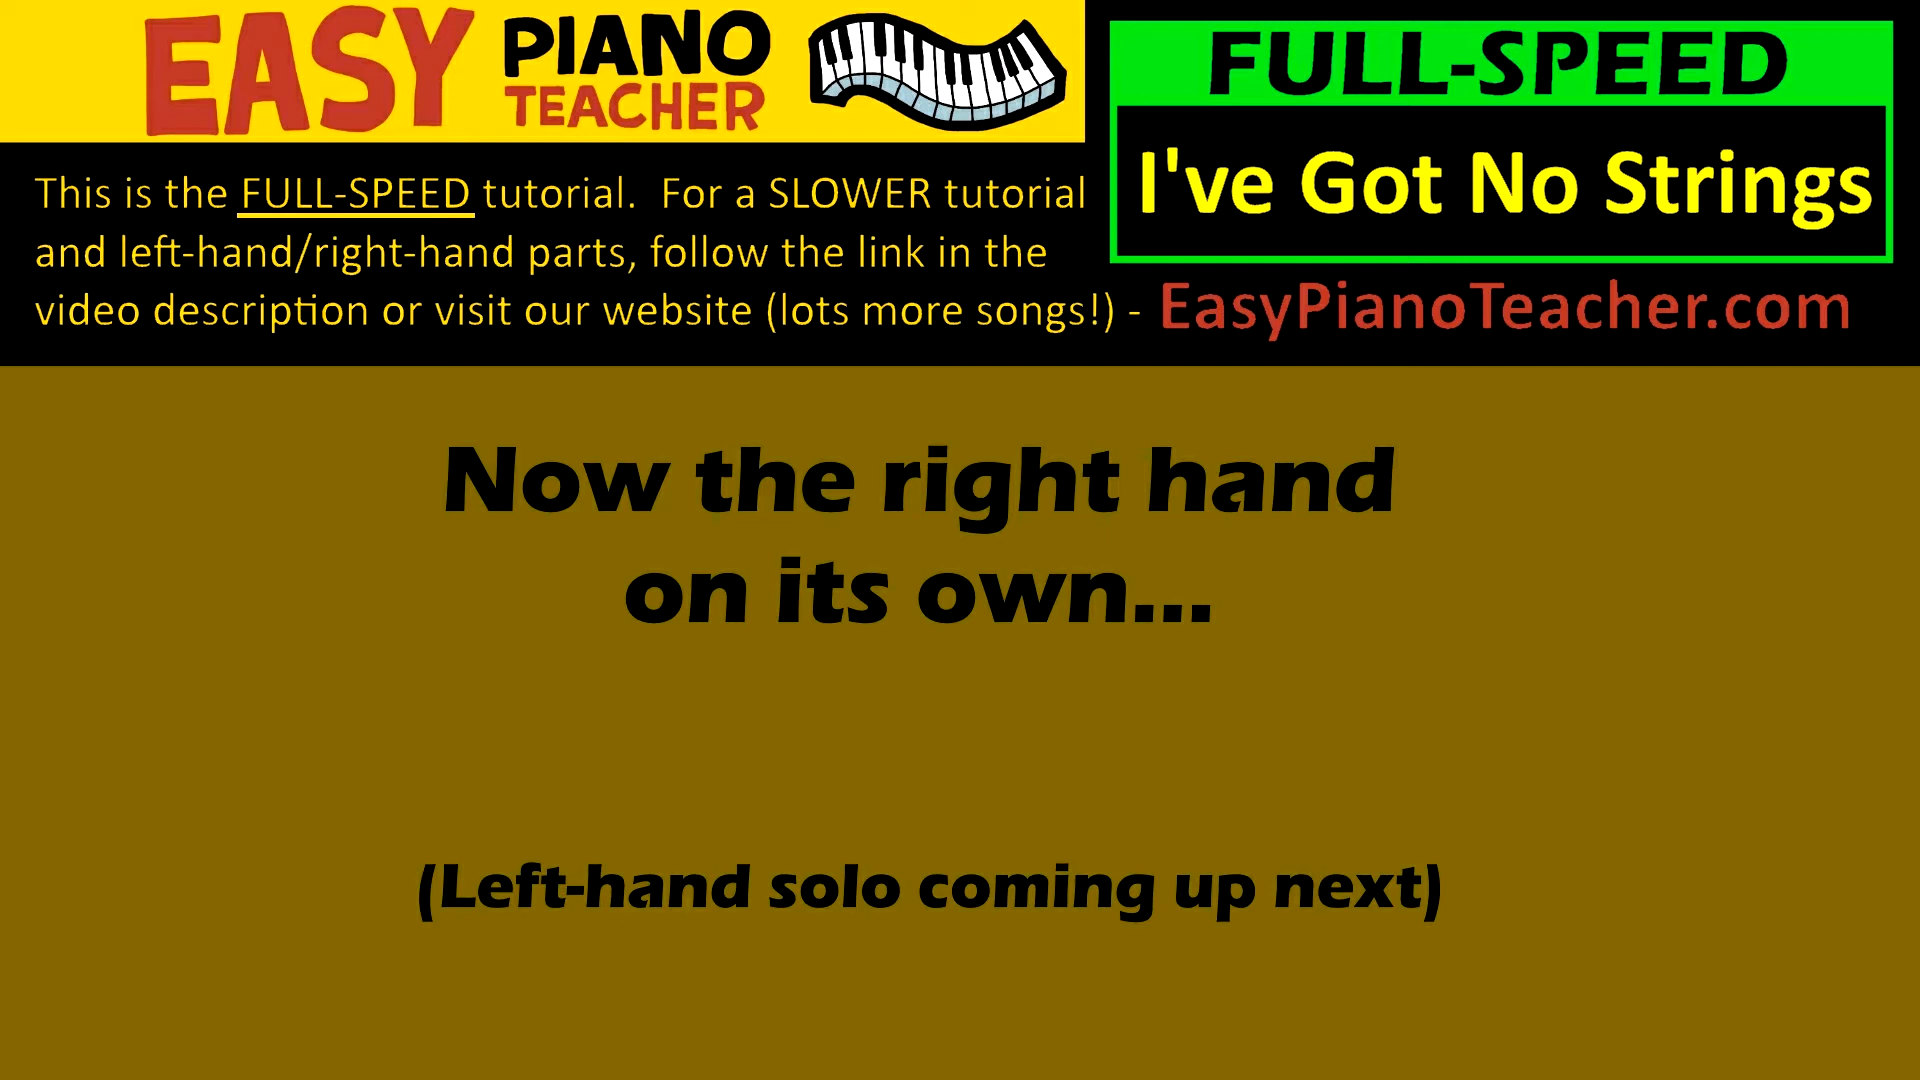 EASY PIANO TEACHER
FULL-SPEED
I've Got No Strings
This is the FULL-SPEED tutorial. For a SLOWER tutorial
and left-hand/right-hand parts, follow the link in the
video description or visit our website (lots more songs!) - EasyPianoTeacher.com
Now the right hand
on its own...
(Left-hand solo coming up next)